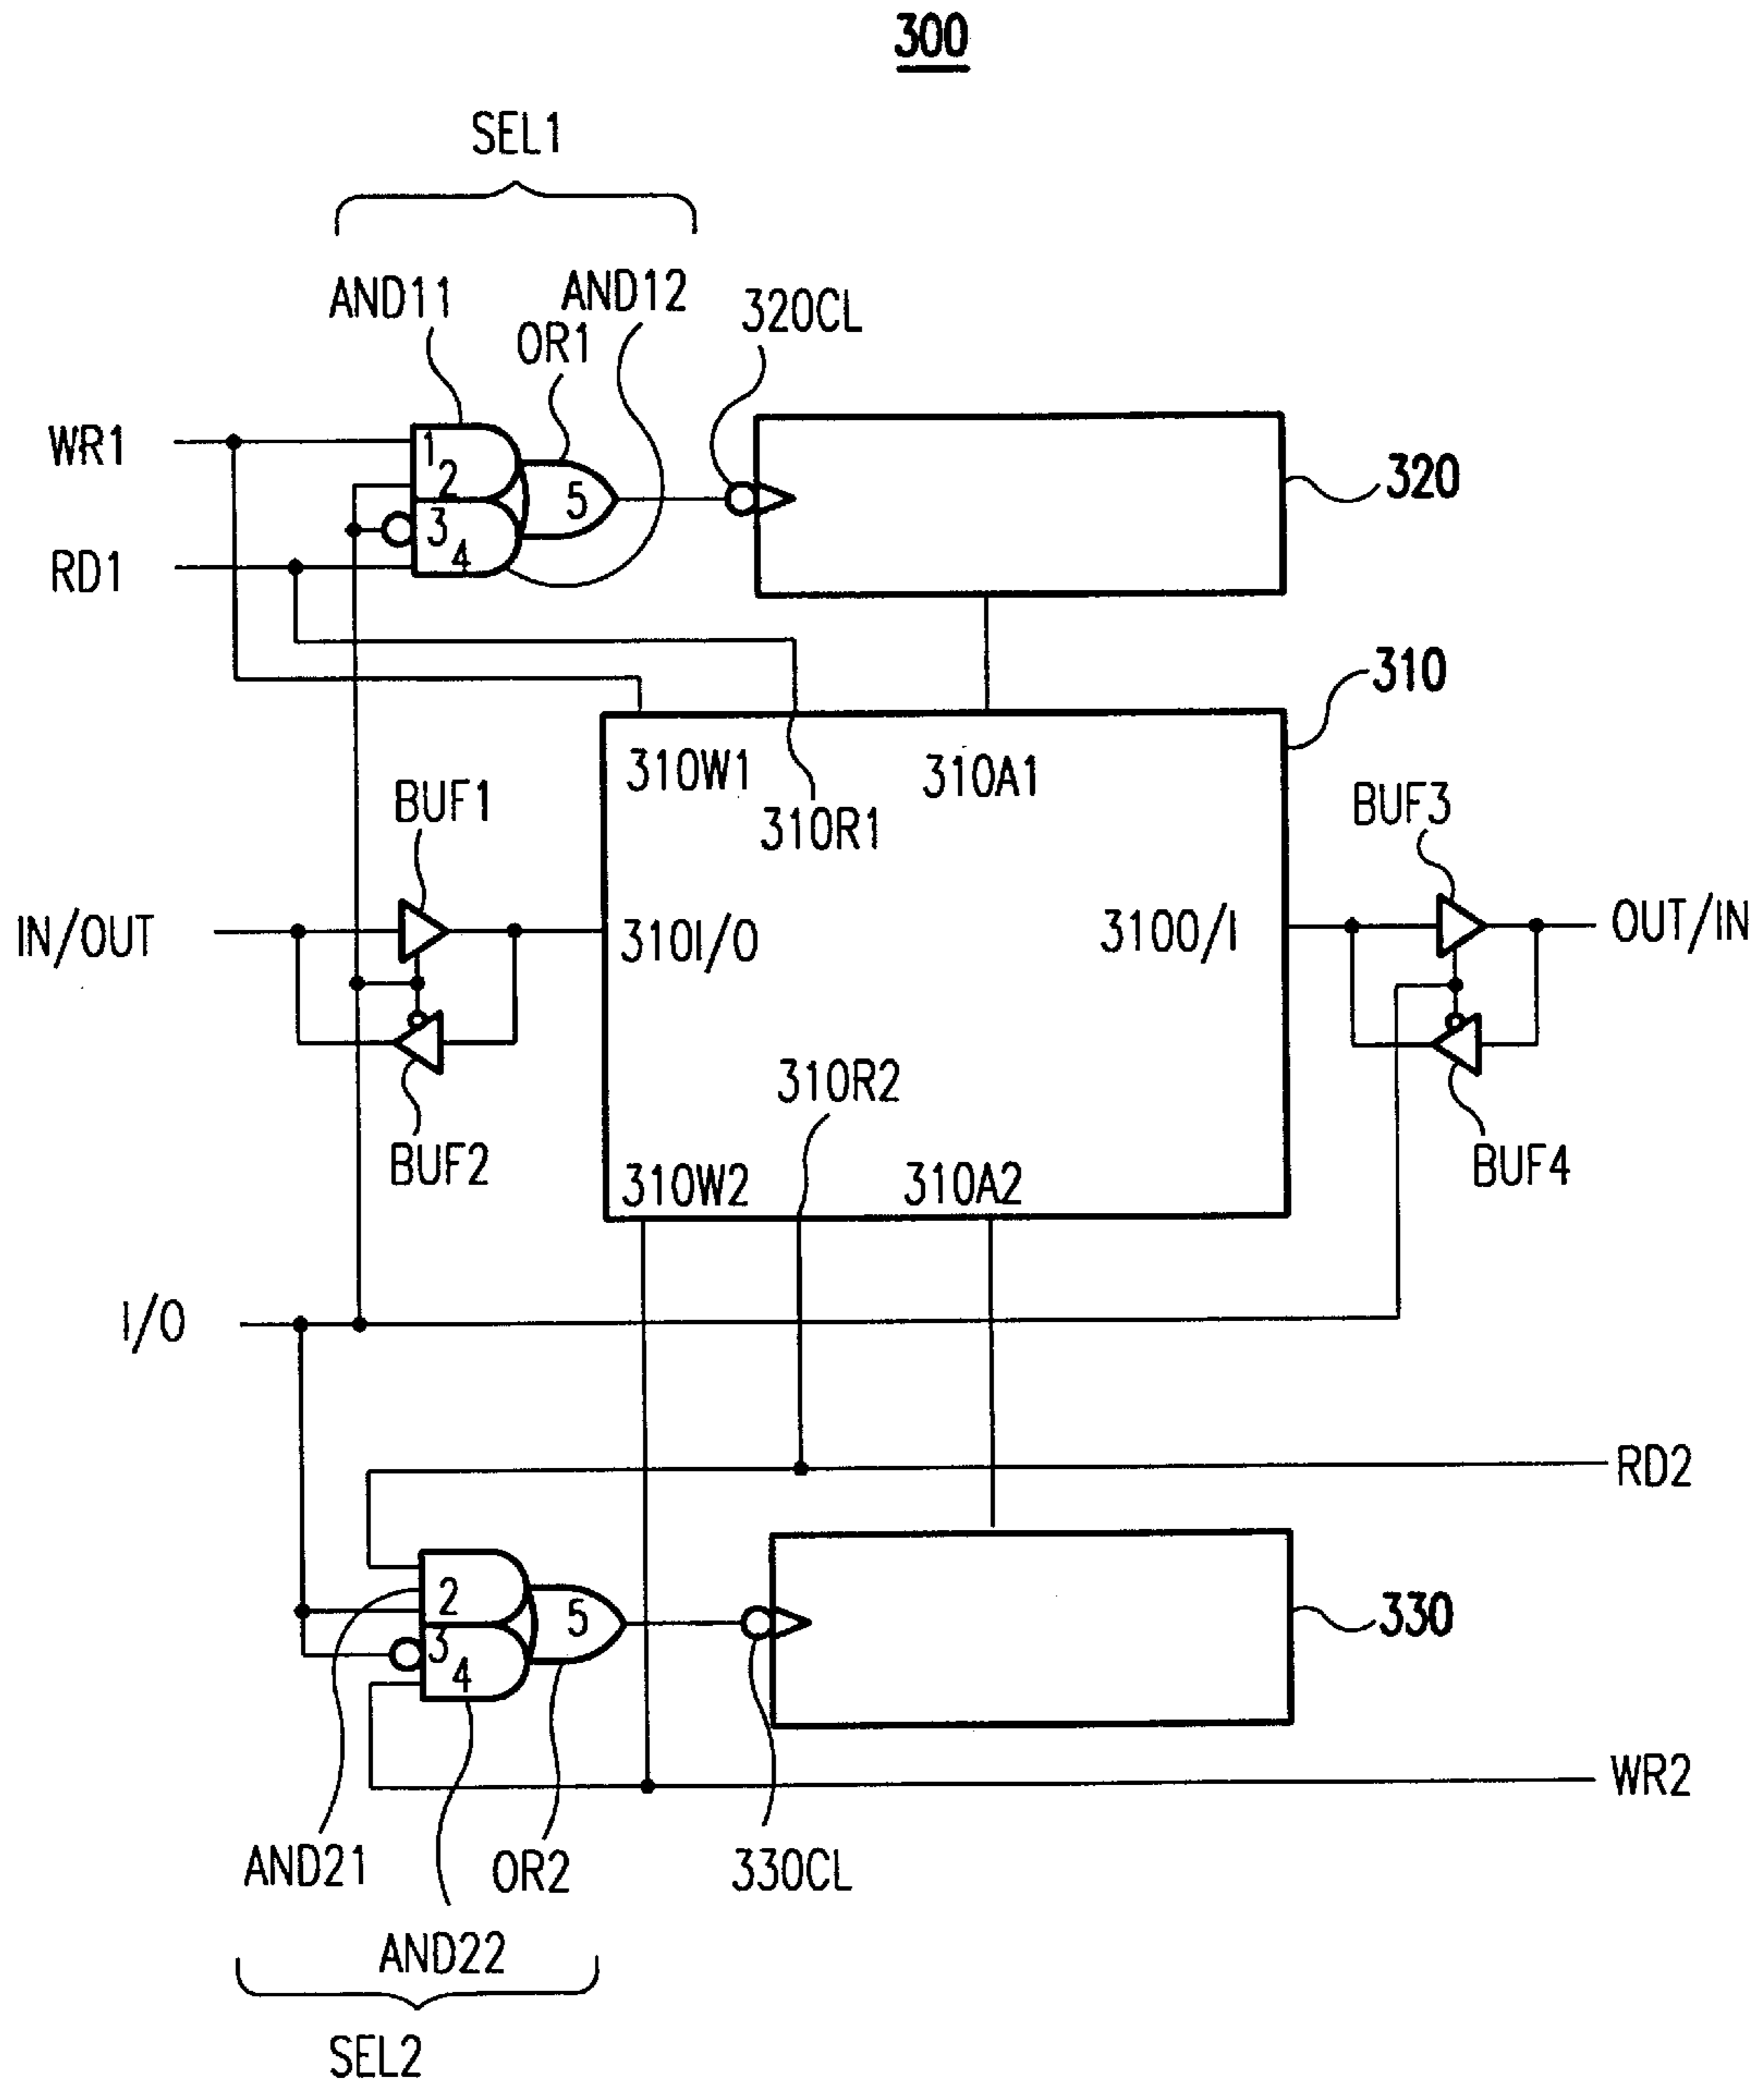 300
SEL1
AND11
OR1
AND12
320CL
WR1
1
2
3
4
5
RD1
320
310
310W1
310R1
310A1
BUF1
BUF3
IN/OUT
310I/O
310O/I
OUT/IN
BUF2
310R2
BUF4
310W2
310A2
I/O
RD2
2
3
4
5
330
WR2
AND21
OR2
330CL
AND22
SEL2